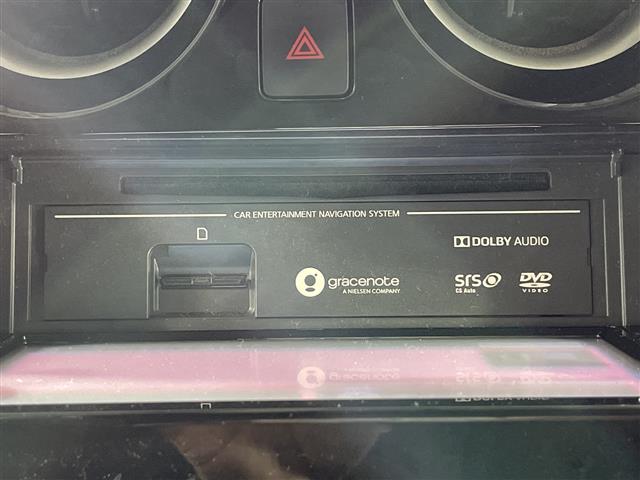 CAR ENTERTAINMENT NAVIGATION SYSTEM
DOLBY AUDIO
gracenote
A NIELSEN COMPANY
SRS
CS Auto
DVD
VIDEO